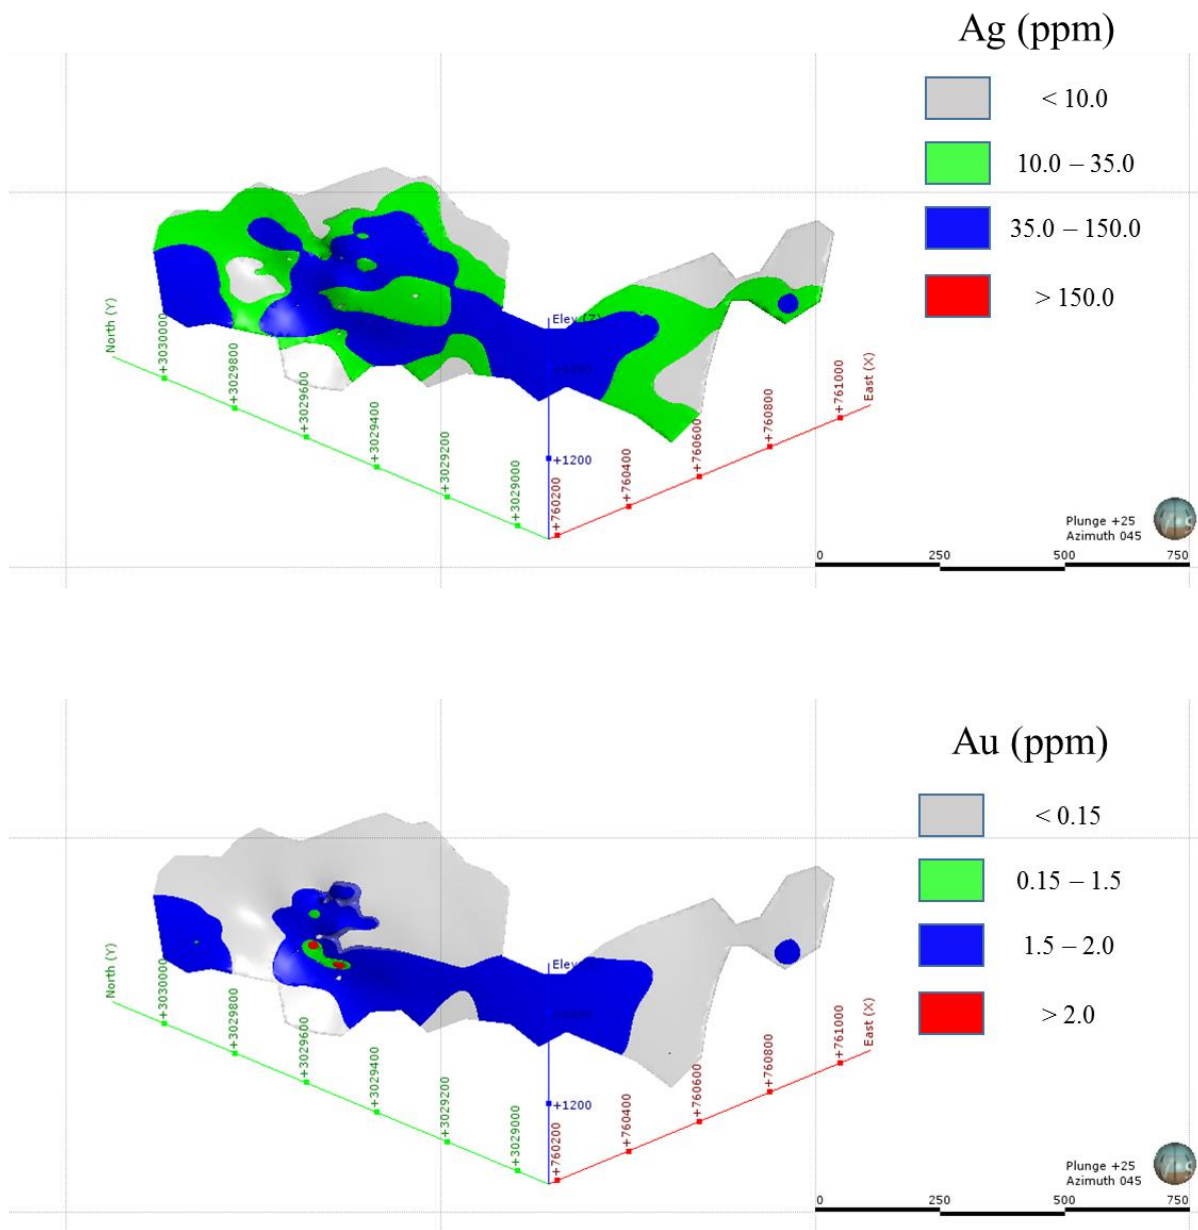 Ag (ppm)
< 10.0
10.0 – 35.0
35.0 – 150.0
> 150.0
North (Y)
+3030000
+3029800
+3029600
+3029400
+3029200
+3029000
Elev (Z)
+1200
+760200
+760400
+760600
+760800
+761000
East (X)
Plunge +25
Azimuth 045
0 250 500 750
Au (ppm)
< 0.15
0.15 – 1.5
1.5 – 2.0
> 2.0
North (Y)
+3030000
+3029800
+3029600
+3029400
+3029200
+3029000
Elev
+1200
+760200
+760400
+760600
+760800
+761000
East (X)
Plunge +25
Azimuth 045
0 250 500 750